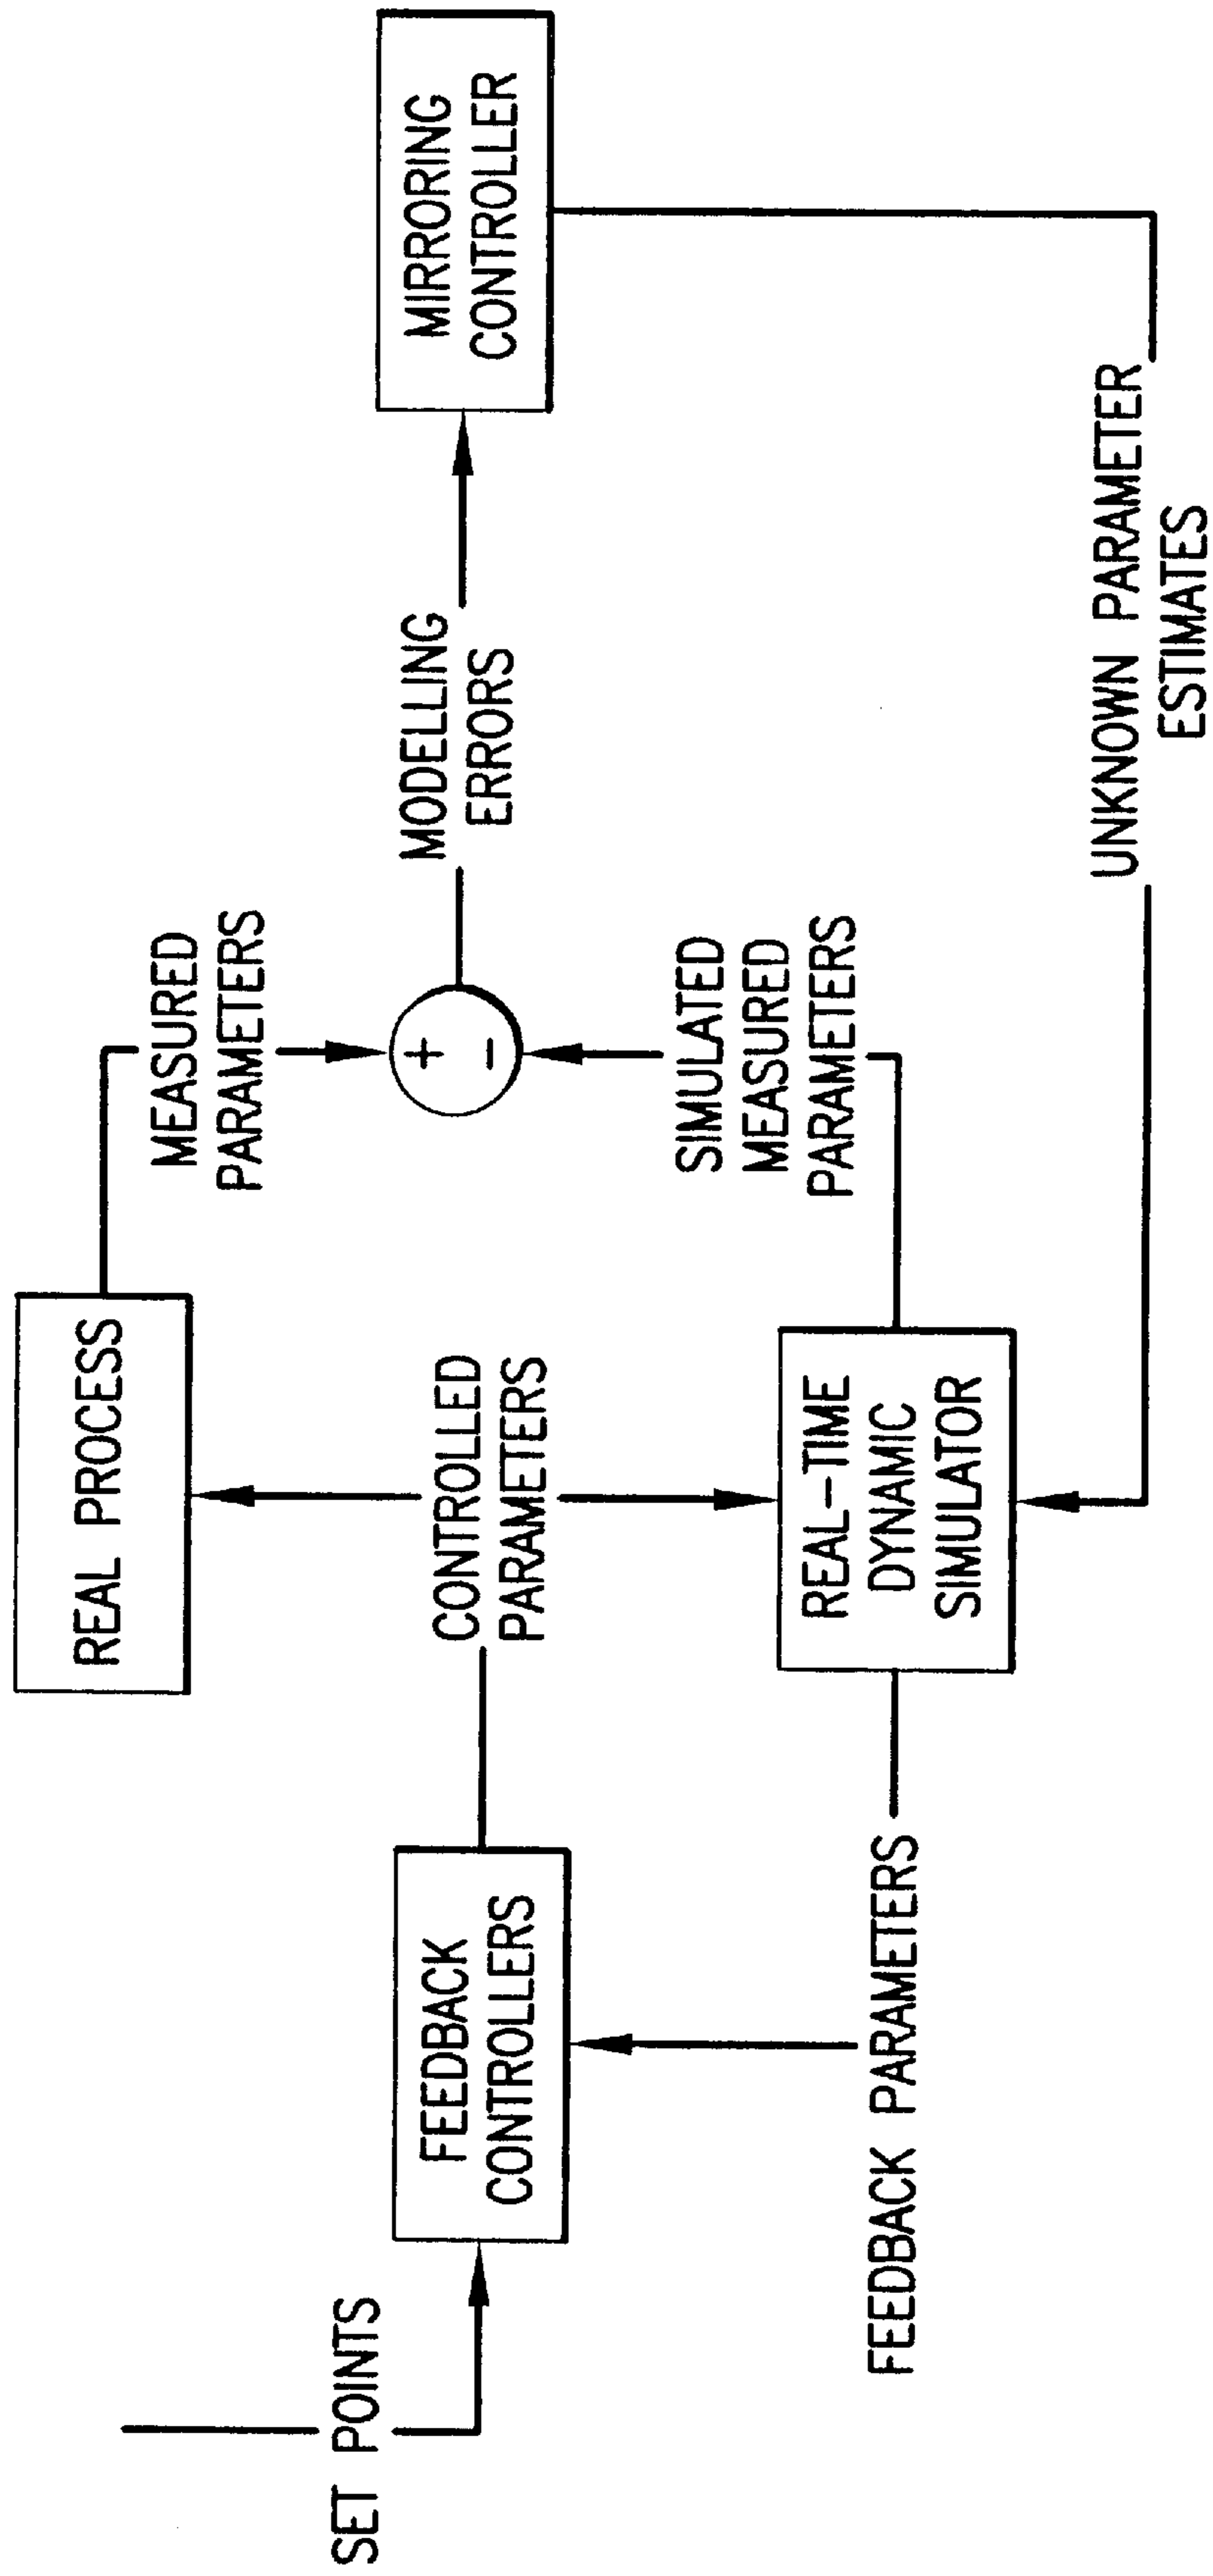 SET POINTS
FEEDBACK
CONTROLLERS
FEEDBACK PARAMETERS
REAL PROCESS
CONTROLLED
PARAMETERS
REAL-TIME
DYNAMIC
SIMULATOR
MEASURED
PARAMETERS
+
−
SIMULATED
MEASURED
PARAMETERS
MODELLING
ERRORS
MIRRORING
CONTROLLER
UNKNOWN PARAMETER
ESTIMATES